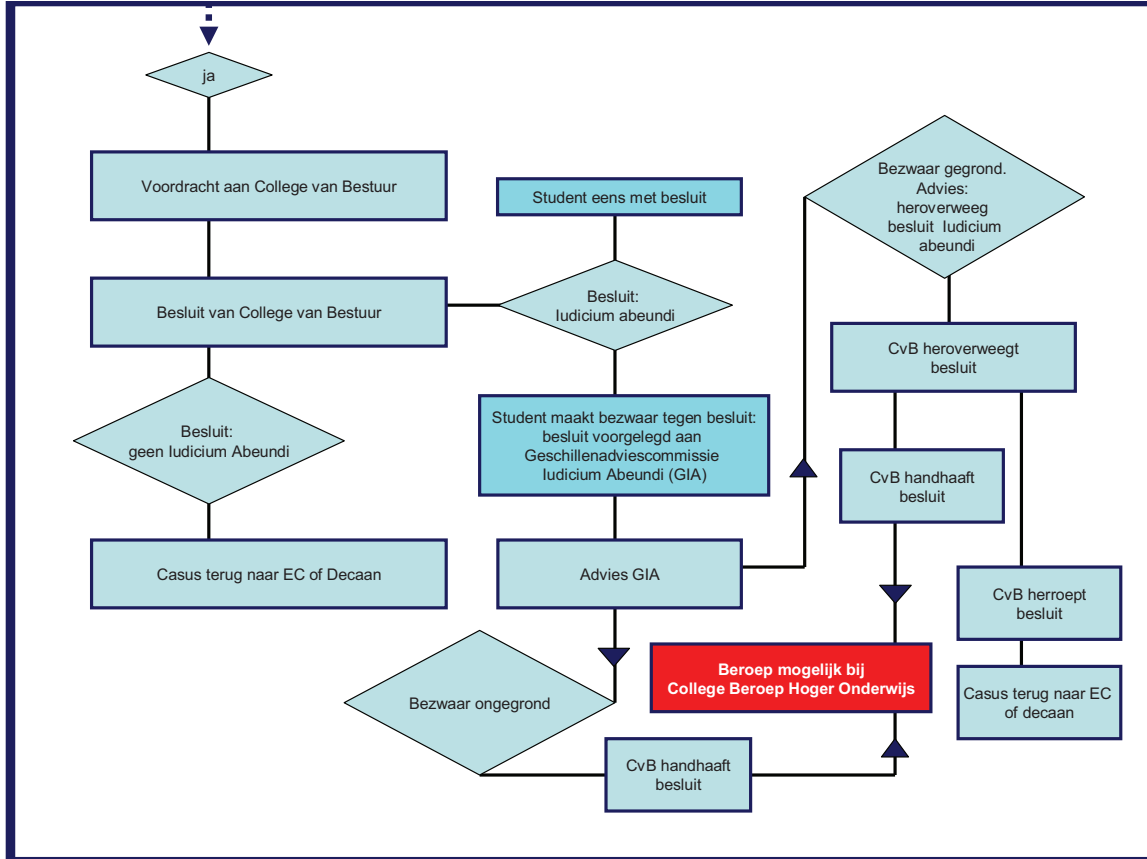 ja
Voordracht aan College van Bestuur
Student eens met besluit
Bezwaar gegrond.
Advies:
heroverweeg
besluit Iudicium
abeundi
Besluit van College van Bestuur
Besluit:
Iudicium abeundi
CvB heroverweegt
besluit
Besluit:
geen Iudicium Abeundi
Student maakt bezwaar tegen besluit:
besluit voorgelegd aan
Geschillenadviescommissie
Iudicium Abeundi (GIA)
CvB handhaaft
besluit
Casus terug naar EC of Decaan
Advies GIA
CvB herroept
besluit
Bezwaar ongegrond
Beroep mogelijk bij
College Beroep Hoger Onderwijs
Casus terug naar EC
of decaan
CvB handhaaft
besluit